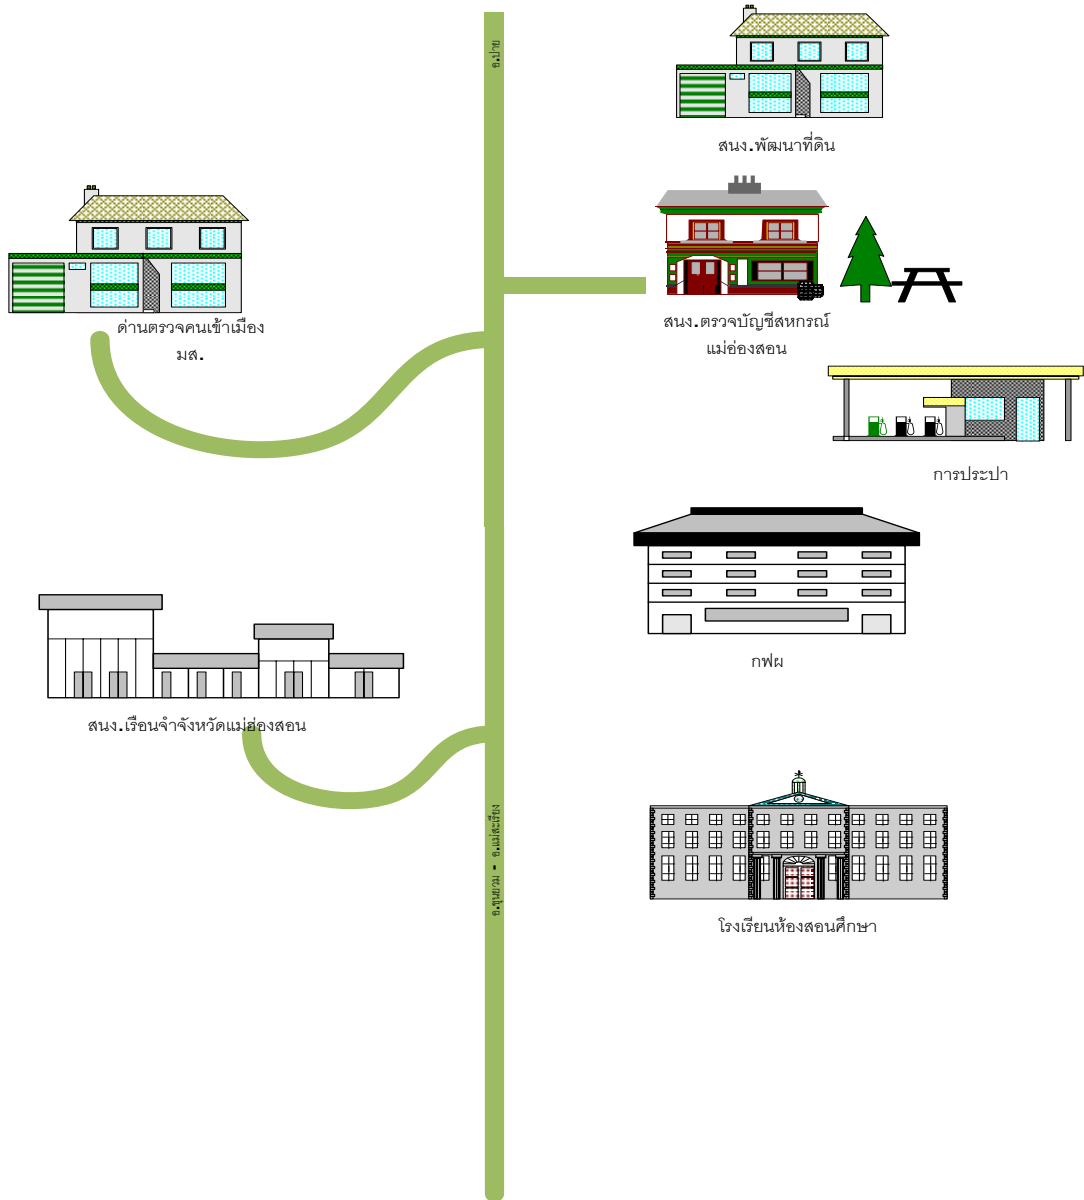 อ.ปาย
สนง.พัฒนาที่ดิน
สนง.ตรวจบัญชีสหกรณ์
แม่อ่องสอน
ด่านตรวจคนเข้าเมือง
มส.
การประปา
กฟผ
สนง.เรือนจำจังหวัดแม่ฮ่องสอน
อ.ขุนยวม - อ.แม่สะเรียง
โรงเรียนห้องสอนศึกษา